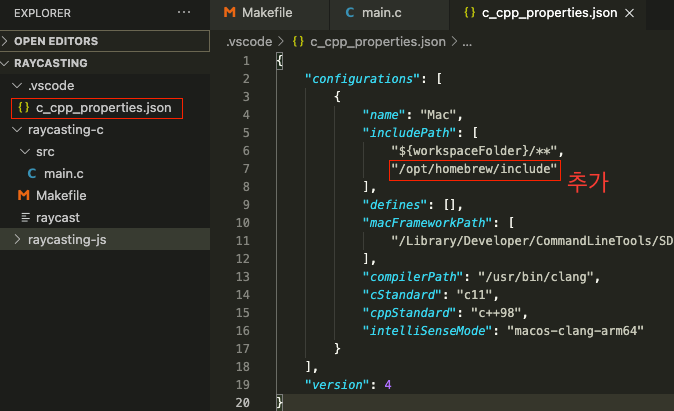 EXPLORER ...
OPEN EDITORS
RAYCASTING
.vscode
{} c_cpp_properties.json
raycasting-c
src
C main.c
M Makefile
raycast
raycasting-js
M Makefile C main.c {} c_cpp_properties.json ×
.vscode > {} c_cpp_properties.json > ...
1 {
2 "configurations": [
3 {
4 "name": "Mac",
5 "includePath": [
6 "${workspaceFolder}/**",
7 "/opt/homebrew/include"
추가
8 ],
9 "defines": [],
10 "macFrameworkPath": [
11 "/Library/Developer/CommandLineTools/SD
12 ],
13 "compilerPath": "/usr/bin/clang",
14 "cStandard": "c11",
15 "cppStandard": "c++98",
16 "intelliSenseMode": "macos-clang-arm64"
17 }
18 ],
19 "version": 4
20 }